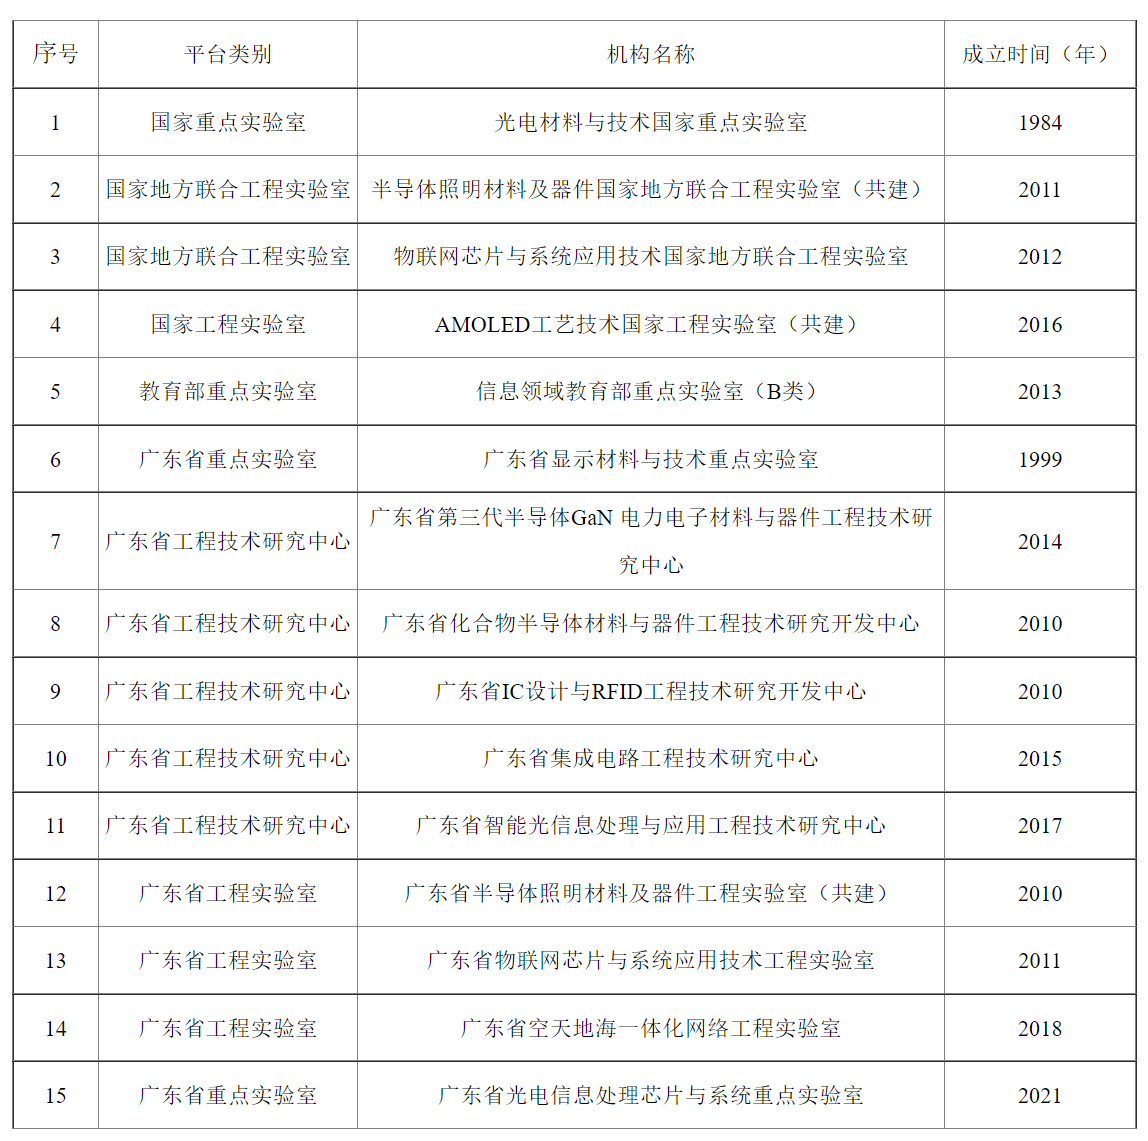 序号 平台类别 机构名称 成立时间（年）
1 国家重点实验室 光电材料与技术国家重点实验室 1984
2 国家地方联合工程实验室 半导体照明材料及器件国家地方联合工程实验室（共建） 2011
3 国家地方联合工程实验室 物联网芯片与系统应用技术国家地方联合工程实验室 2012
4 国家工程实验室 AMOLED工艺技术国家工程实验室（共建） 2016
5 教育部重点实验室 信息领域教育部重点实验室（B类） 2013
6 广东省重点实验室 广东省显示材料与技术重点实验室 1999
7 广东省工程技术研究中心 广东省第三代半导体GaN 电力电子材料与器件工程技术研
究中心 2014
8 广东省工程技术研究中心 广东省化合物半导体材料与器件工程技术研究开发中心 2010
9 广东省工程技术研究中心 广东省IC设计与RFID工程技术研究开发中心 2010
10 广东省工程技术研究中心 广东省集成电路工程技术研究中心 2015
11 广东省工程技术研究中心 广东省智能光信息处理与应用工程技术研究中心 2017
12 广东省工程实验室 广东省半导体照明材料及器件工程实验室（共建） 2010
13 广东省工程实验室 广东省物联网芯片与系统应用技术工程实验室 2011
14 广东省工程实验室 广东省空天地海一体化网络工程实验室 2018
15 广东省重点实验室 广东省光电信息处理芯片与系统重点实验室 2021